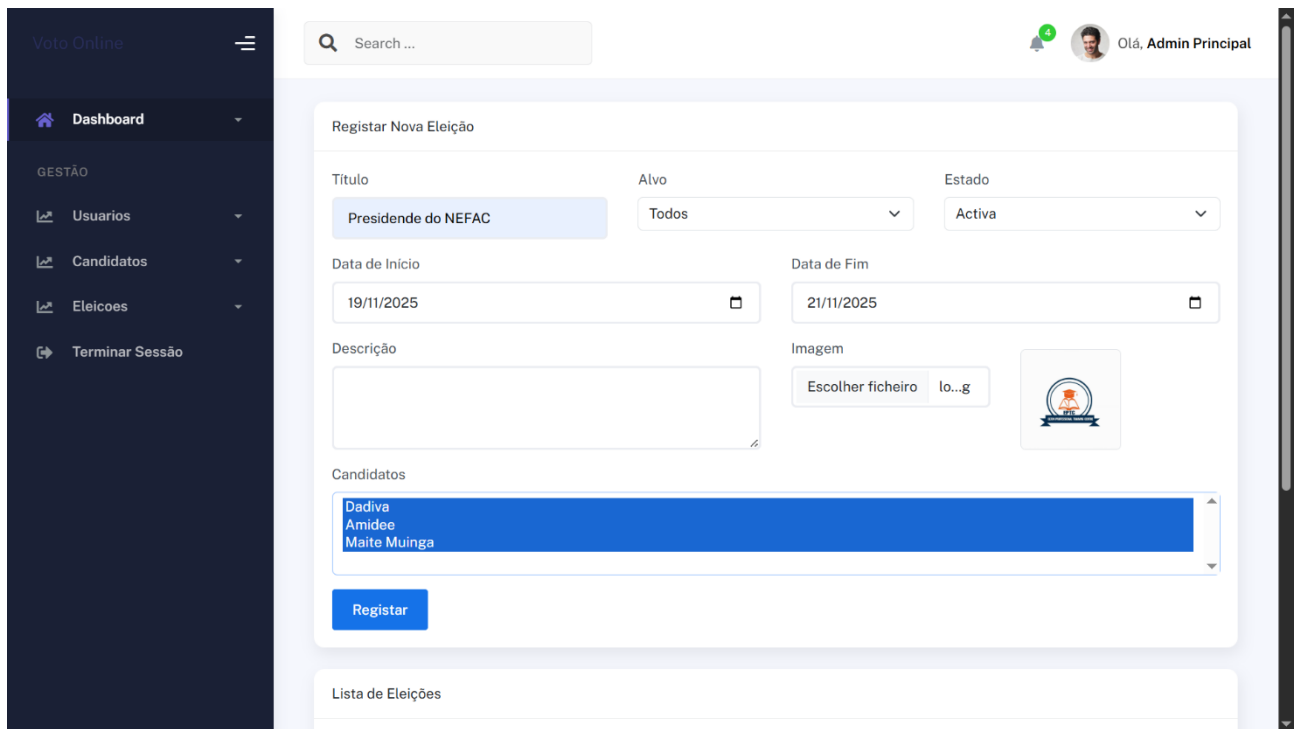 Voto Online
Search ...
4
Olá, Admin Principal
Dashboard
GESTÃO
Usuarios
Candidatos
Eleicoes
Terminar Sessão
Registar Nova Eleição
Título
Alvo
Estado
Presidende do NEFAC
Todos
Activa
Data de Início
Data de Fim
19/11/2025
21/11/2025
Descrição
Imagem
Escolher ficheiro lo...g
Candidatos
Dadiva
Amidee
Maite Muinga
Registar
Lista de Eleições